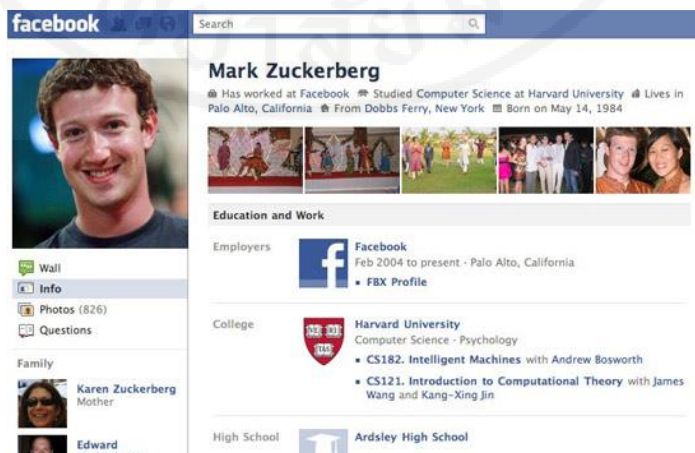 facebook
Search
Mark Zuckerberg
Has worked at Facebook Studied Computer Science at Harvard University Lives in
Palo Alto, California From Dobbs Ferry, New York Born on May 14, 1984
Education and Work
Employers
Facebook
Feb 2004 to present · Palo Alto, California
▪ FBX Profile
College
Harvard University
Computer Science · Psychology
▪ CS182. Intelligent Machines with Andrew Bosworth
▪ CS121. Introduction to Computational Theory with James
Wang and Kang-Xing Jin
High School
Ardsley High School
Wall
Info
Photos (826)
Questions
Family
Karen Zuckerberg
Mother
Edward